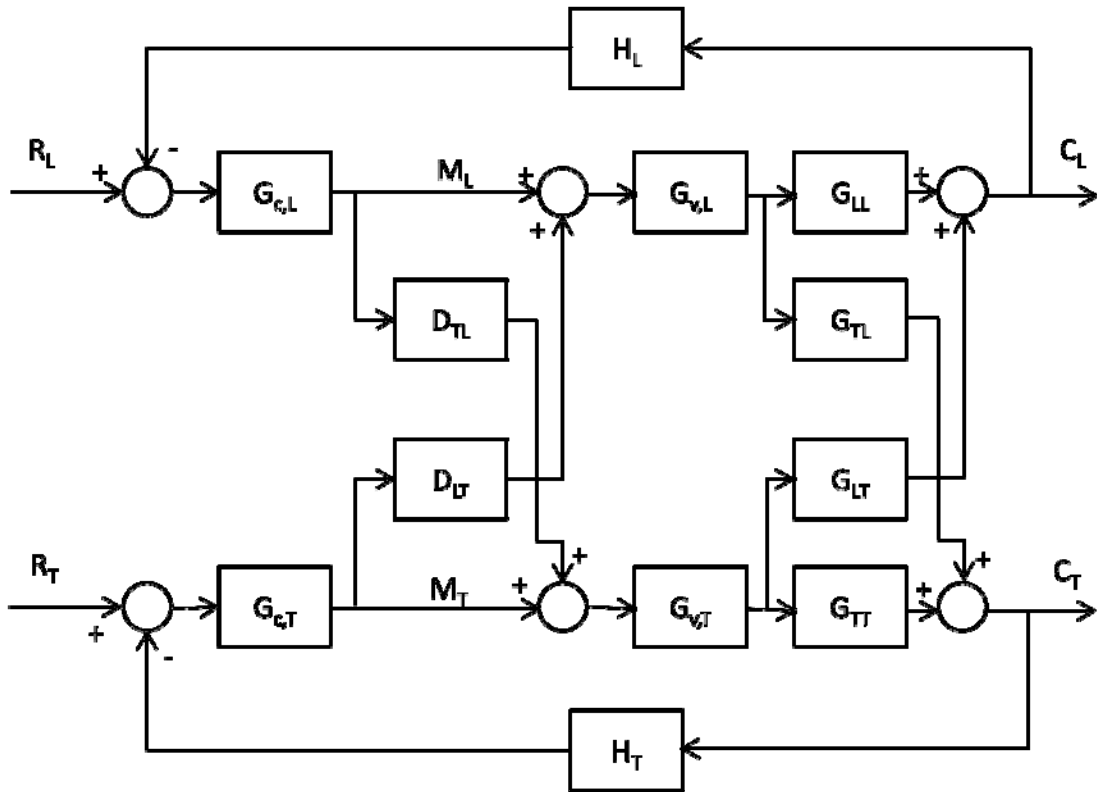 H_L
R_L
+
-
G_c,L
M_L
+
+
G_v,L
G_LL
+
+
C_L
D_TL
G_TL
D_LT
G_LT
R_T
+
-
G_c,T
M_T
+
+
G_v,T
G_TT
+
+
C_T
H_T